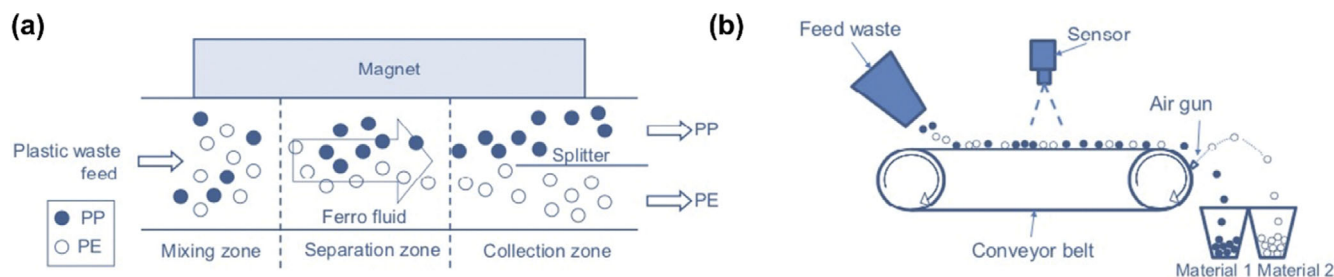 (a)
Magnet
Plastic waste
feed
PP
Splitter
PE
Ferro fluid
PP
PE
Mixing zone
Separation zone
Collection zone
(b)
Feed waste
Sensor
Air gun
Conveyor belt
Material 1
Material 2